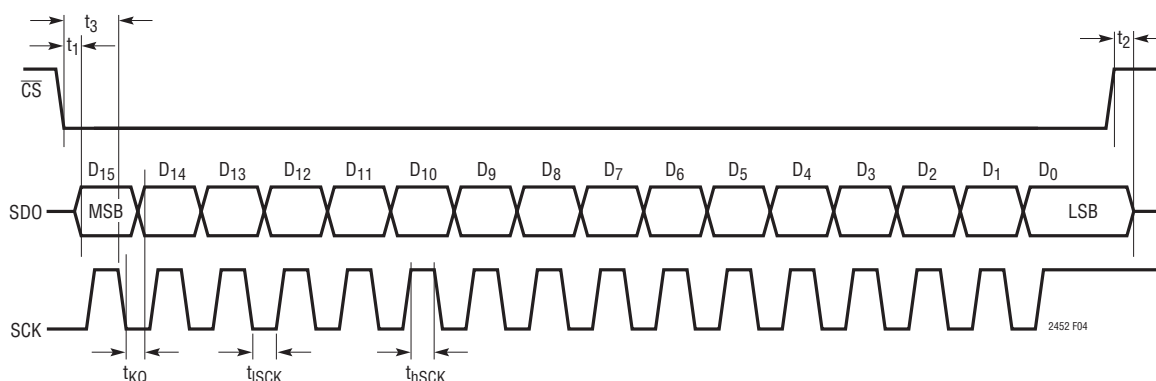 t3
t1
t2
CS
D15 D14 D13 D12 D11 D10 D9 D8 D7 D6 D5 D4 D3 D2 D1 D0
SDO MSB LSB
SCK
2452 F04
tKQ tlSCK thSCK